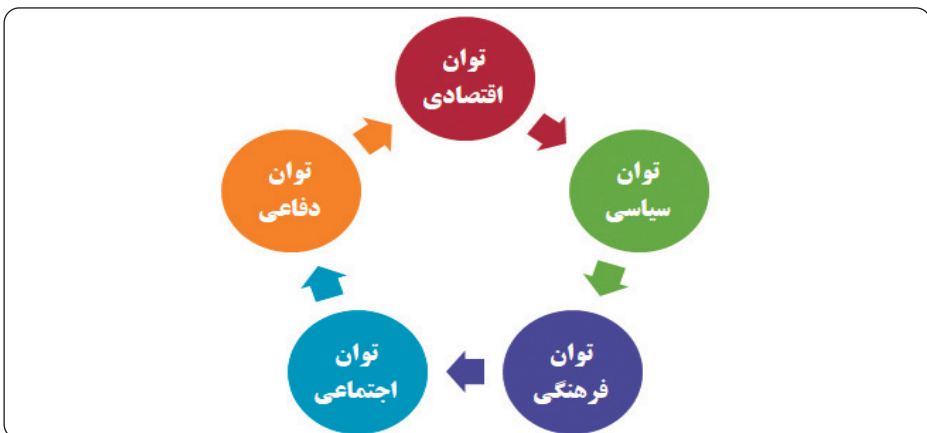 توان
اقتصادی
توان
سیاسی
توان
فرهنگی
توان
اجتماعی
توان
دفاعی